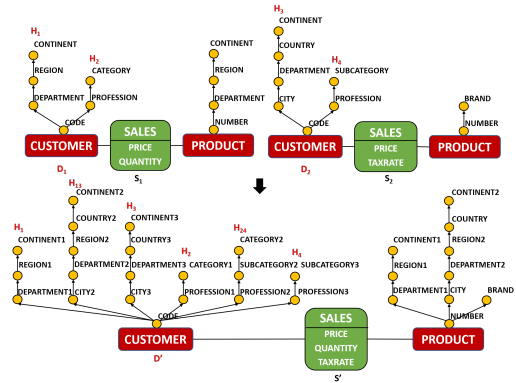 H1
CONTINENT
REGION
H2
CATEGORY
DEPARTMENT
PROFESSION
CODE
CUSTOMER
D1
SALES
PRICE
QUANTITY
S1
CONTINENT
REGION
DEPARTMENT
NUMBER
PRODUCT
H3
CONTINENT
COUNTRY
H4
DEPARTMENT
SUBCATEGORY
CITY
PROFESSION
CODE
CUSTOMER
D2
SALES
PRICE
TAXRATE
S2
BRAND
NUMBER
PRODUCT
H1
CONTINENT1
REGION1
DEPARTMENT1
H13
CONTINENT2
COUNTRY2
REGION2
DEPARTMENT2
CITY2
H3
CONTINENT3
COUNTRY3
DEPARTMENT3
CITY3
H2
CATEGORY1
PROFESSION1
H24
CATEGORY2
SUBCATEGORY2
PROFESSION2
H4
SUBCATEGORY3
PROFESSION3
CODE
CUSTOMER
D'
SALES
PRICE
QUANTITY
TAXRATE
S'
CONTINENT1
REGION1
DEPARTMENT1
CONTINENT2
COUNTRY
REGION2
DEPARTMENT2
CITY
BRAND
NUMBER
PRODUCT